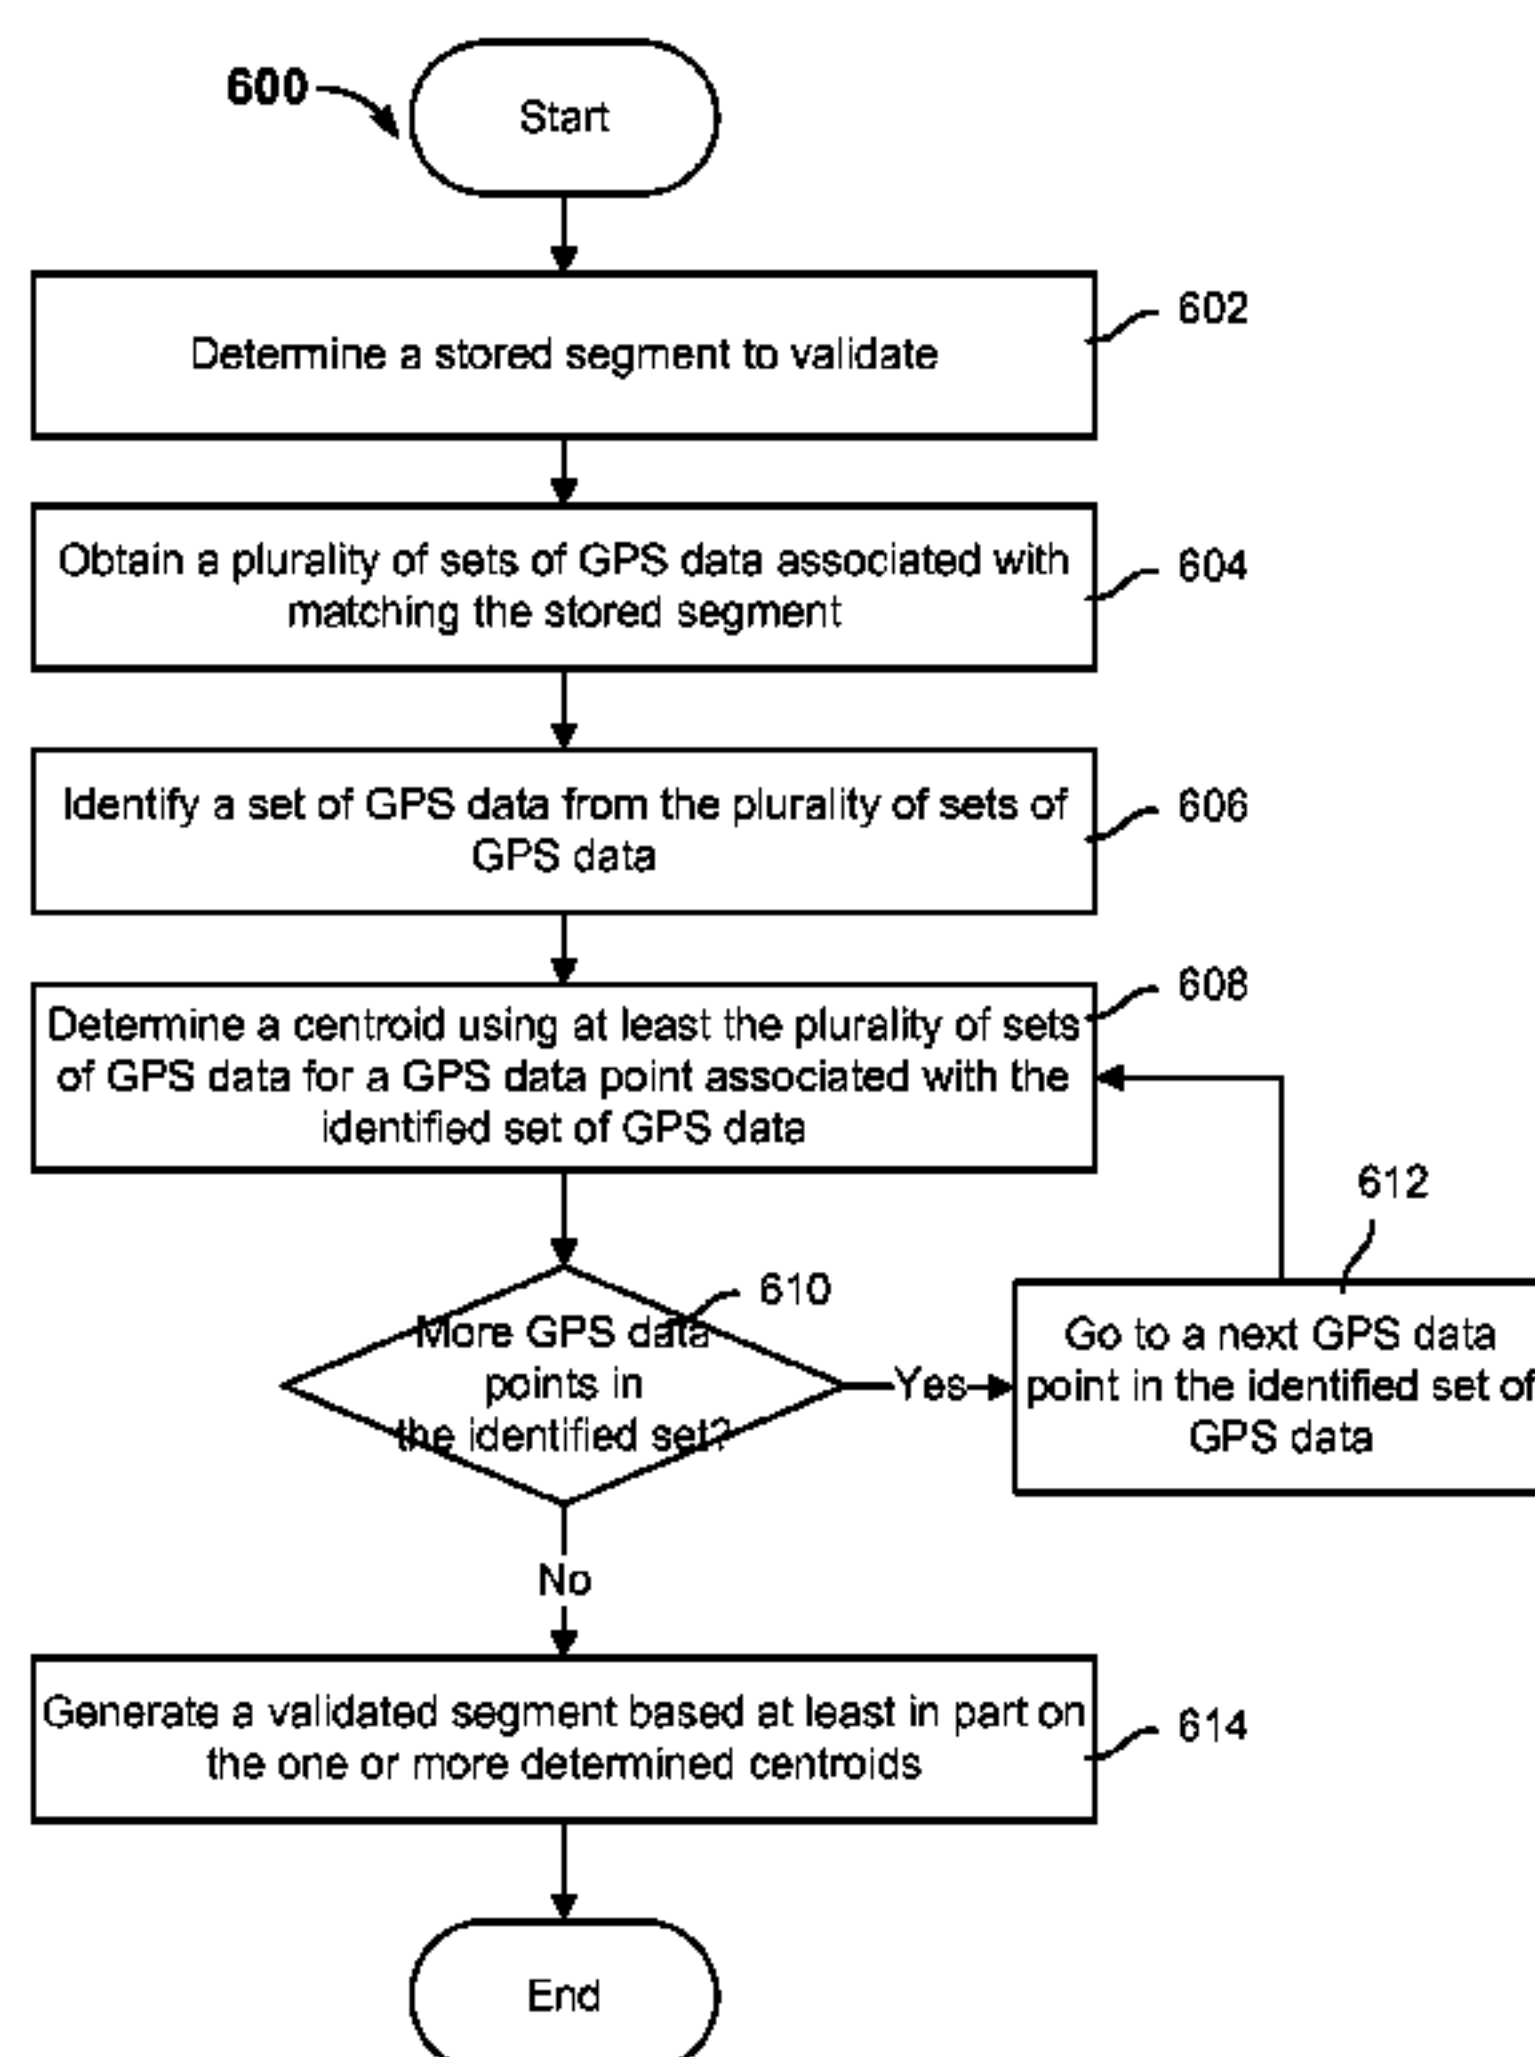 600
Start
Determine a stored segment to validate
602
Obtain a plurality of sets of GPS data associated with
matching the stored segment
604
Identify a set of GPS data from the plurality of sets of
GPS data
606
Determine a centroid using at least the plurality of sets
of GPS data for a GPS data point associated with the
identified set of GPS data
608
More GPS data
points in
the identified set?
610
Yes
612
Go to a next GPS data
point in the identified set of
GPS data
No
Generate a validated segment based at least in part on
the one or more determined centroids
614
End